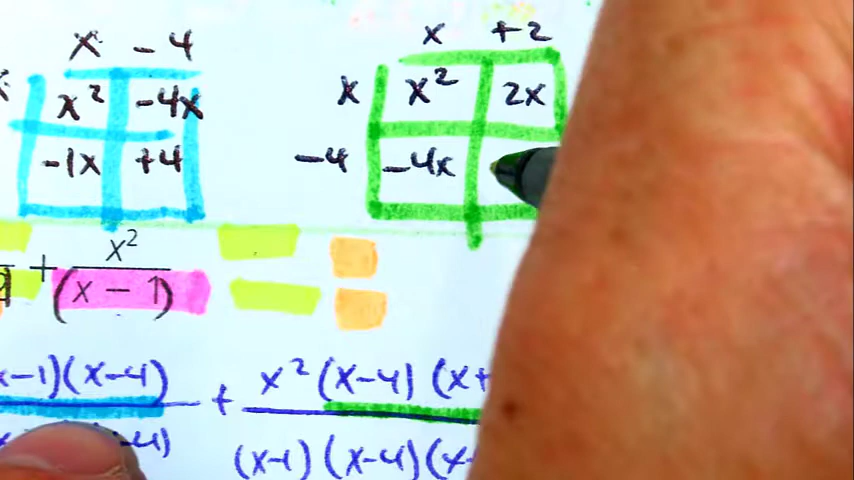 x - 4
x² -4x
-1x +4
x +2
x x² 2x
-4 -4x
+ x² / (x - 1)
-1)(x-4) + x² (x-4) (x+
(x-1) (x-4)(x-